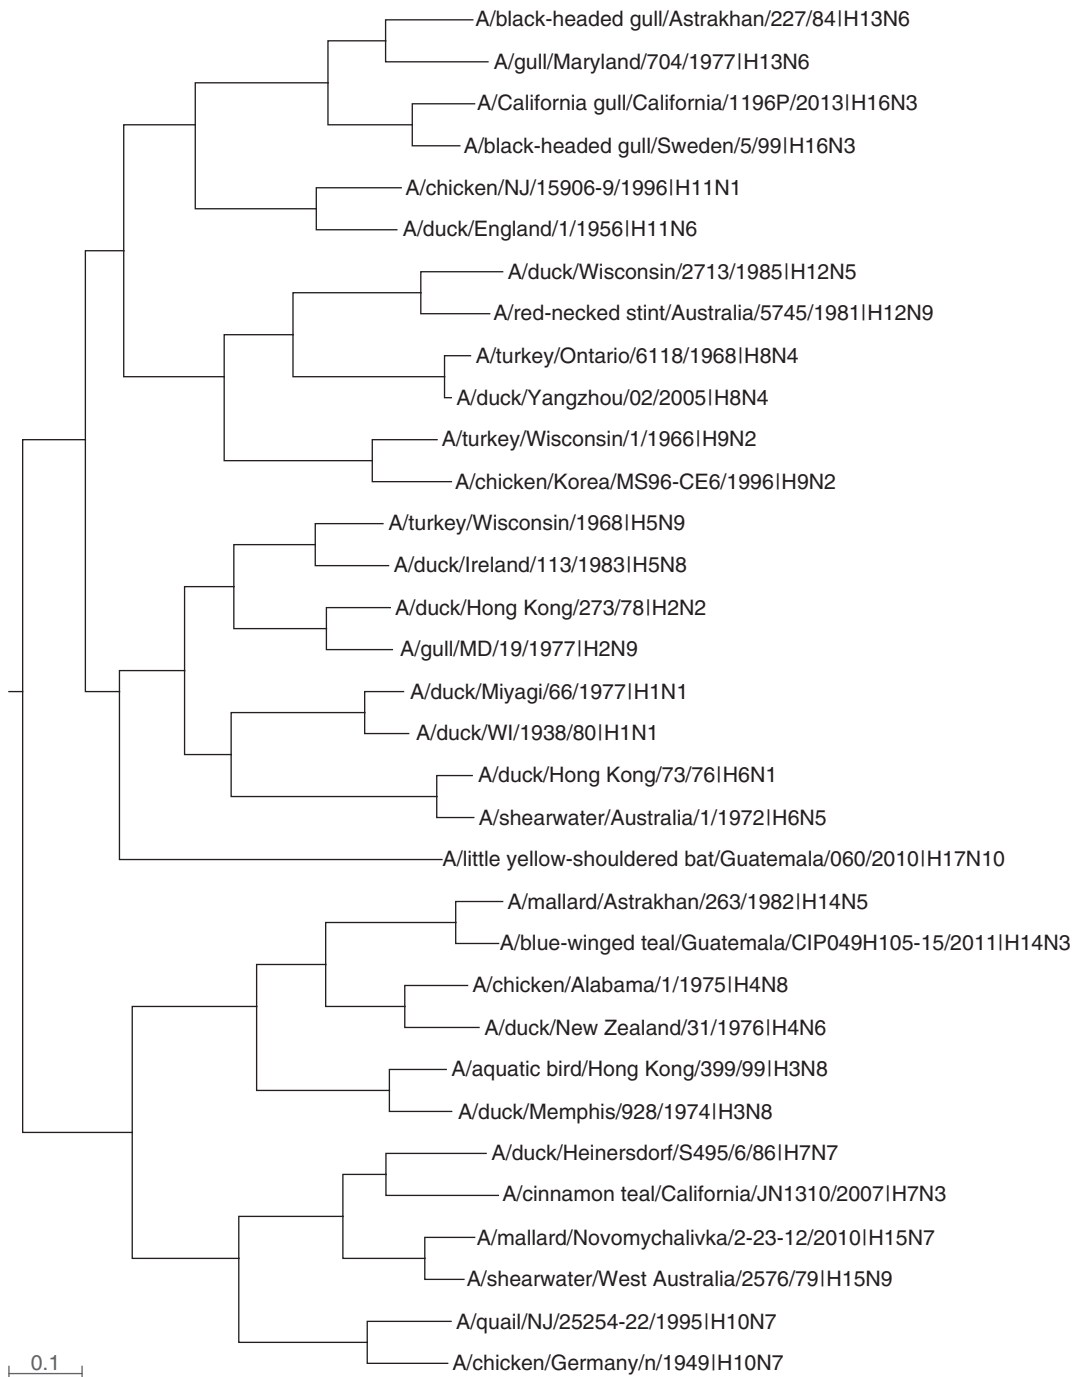 A/black-headed gull/Astrakhan/227/84|H13N6
A/gull/Maryland/704/1977|H13N6
A/California gull/California/1196P/2013|H16N3
A/black-headed gull/Sweden/5/99|H16N3
A/chicken/NJ/15906-9/1996|H11N1
A/duck/England/1/1956|H11N6
A/duck/Wisconsin/2713/1985|H12N5
A/red-necked stint/Australia/5745/1981|H12N9
A/turkey/Ontario/6118/1968|H8N4
A/duck/Yangzhou/02/2005|H8N4
A/turkey/Wisconsin/1/1966|H9N2
A/chicken/Korea/MS96-CE6/1996|H9N2
A/turkey/Wisconsin/1968|H5N9
A/duck/Ireland/113/1983|H5N8
A/duck/Hong Kong/273/78|H2N2
A/gull/MD/19/1977|H2N9
A/duck/Miyagi/66/1977|H1N1
A/duck/WI/1938/80|H1N1
A/duck/Hong Kong/73/76|H6N1
A/shearwater/Australia/1/1972|H6N5
A/little yellow-shouldered bat/Guatemala/060/2010|H17N10
A/mallard/Astrakhan/263/1982|H14N5
A/blue-winged teal/Guatemala/CIP049H105-15/2011|H14N3
A/chicken/Alabama/1/1975|H4N8
A/duck/New Zealand/31/1976|H4N6
A/aquatic bird/Hong Kong/399/99|H3N8
A/duck/Memphis/928/1974|H3N8
A/duck/Heinersdorf/S495/6/86|H7N7
A/cinnamon teal/California/JN1310/2007|H7N3
A/mallard/Novomychalivka/2-23-12/2010|H15N7
A/shearwater/West Australia/2576/79|H15N9
A/quail/NJ/25254-22/1995|H10N7
A/chicken/Germany/n/1949|H10N7
0.1